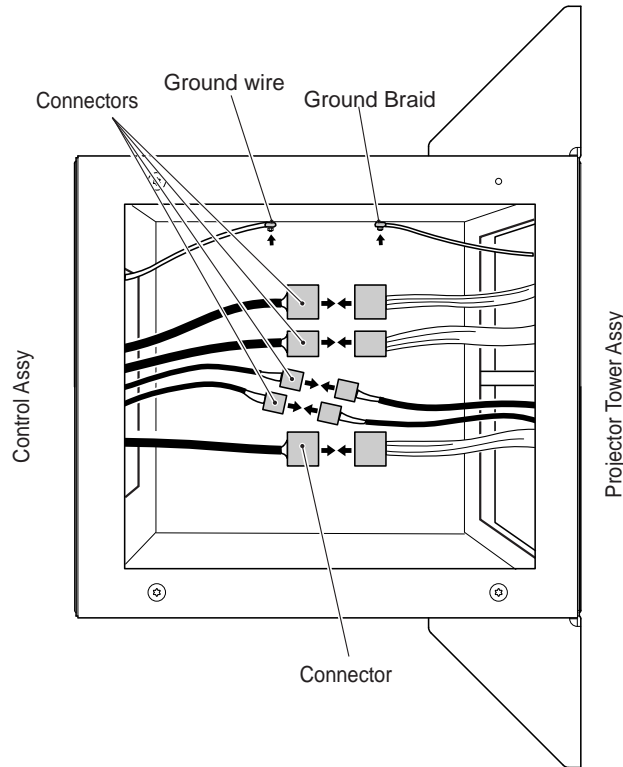 Ground wire
Connectors
Ground Braid
Control Assy
Projector Tower Assy
Connector